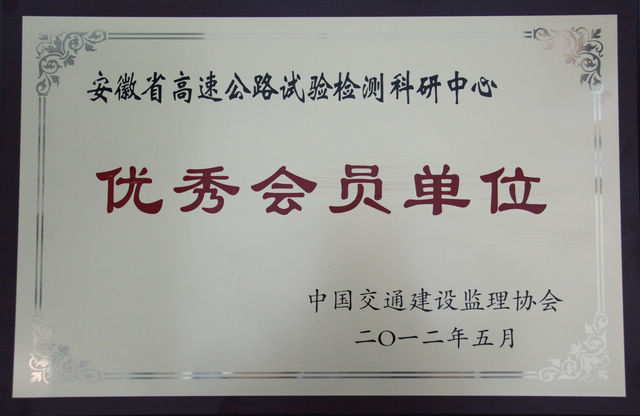 安徽省高速公路试验检测科研中心
优秀会员单位
中国交通建设监理协会
二〇一二年五月